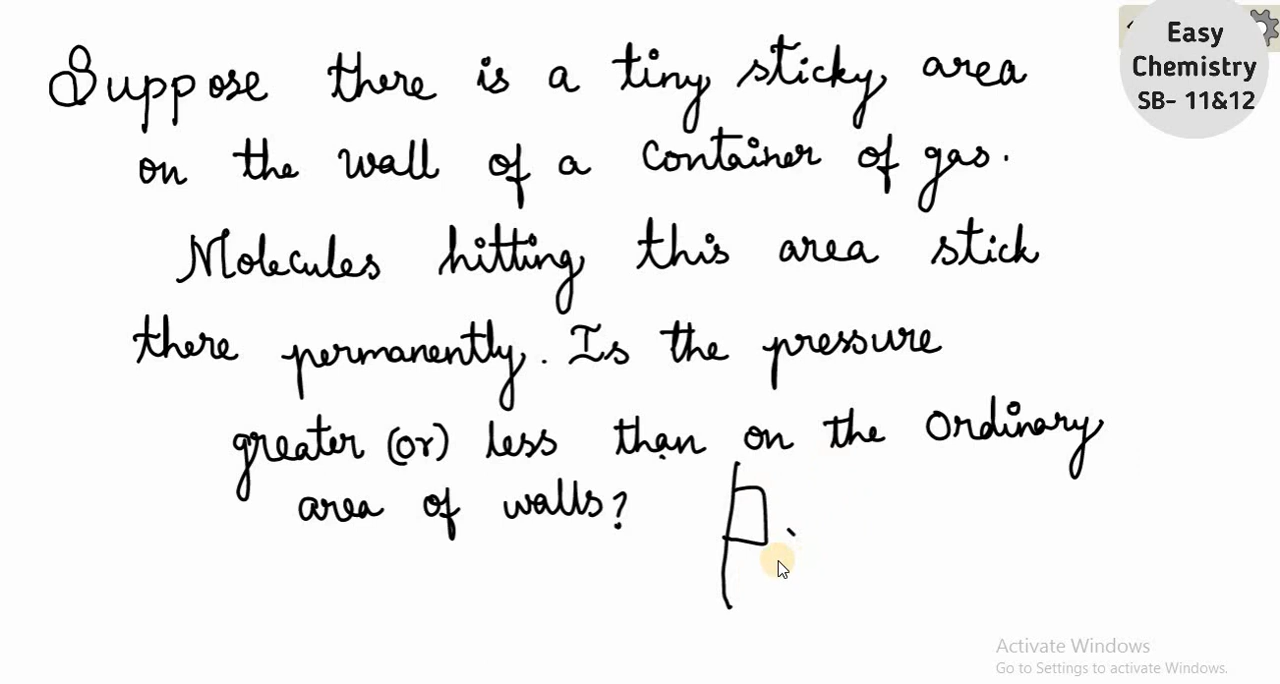 Easy
Chemistry
SB- 11&12
Suppose there is a tiny sticky area
on the wall of a container of gas.
Molecules hitting this area stick
there permanently. Is the pressure
greater (or) less than on the ordinary
area of walls?
Activate Windows
Go to Settings to activate Windows.